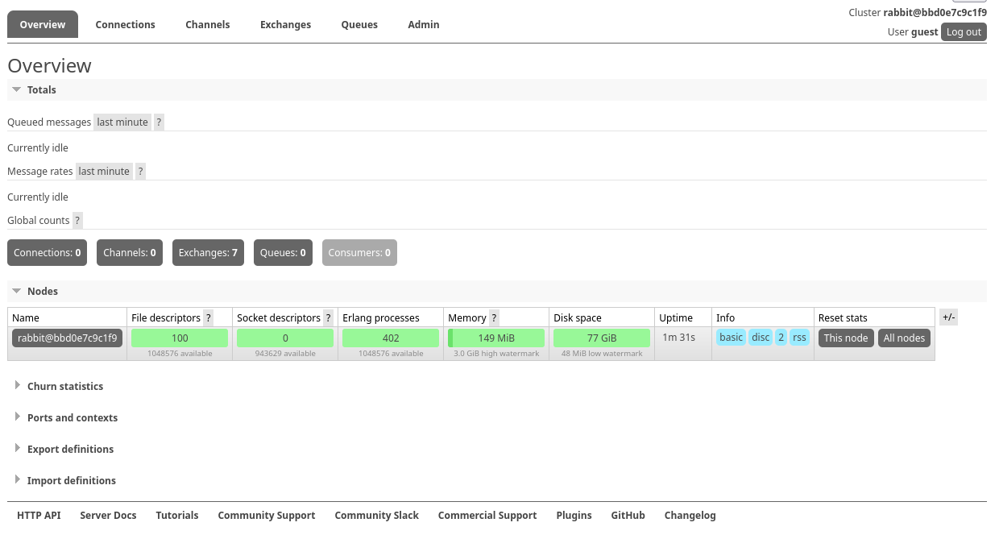 Cluster rabbit@bbd0e7c9c1f9
Overview Connections Channels Exchanges Queues Admin
User guest Log out
Overview
Totals
Queued messages last minute ?
Currently idle
Message rates last minute ?
Currently idle
Global counts ?
Connections: 0 Channels: 0 Exchanges: 7 Queues: 0 Consumers: 0
Nodes
Name File descriptors ? Socket descriptors ? Erlang processes Memory ? Disk space Uptime Info Reset stats +/-
rabbit@bbd0e7c9c1f9 100 0 402 149 MiB 77 GiB 1m 31s basic disc 2 rss This node All nodes
1048576 available 943629 available 1048576 available 3.0 GiB high watermark 48 MiB low watermark
Churn statistics
Ports and contexts
Export definitions
Import definitions
HTTP API Server Docs Tutorials Community Support Community Slack Commercial Support Plugins GitHub Changelog